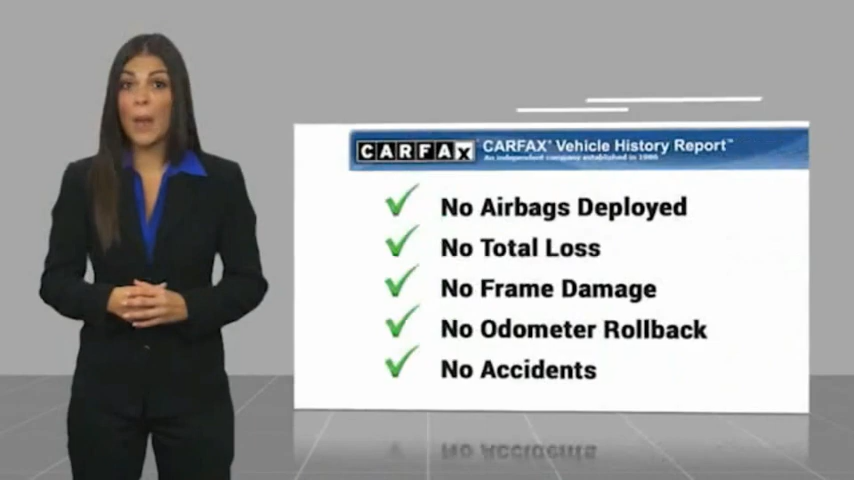 CARFAX CARFAX® Vehicle History Report™
An independent company established in 1986
No Airbags Deployed
No Total Loss
No Frame Damage
No Odometer Rollback
No Accidents